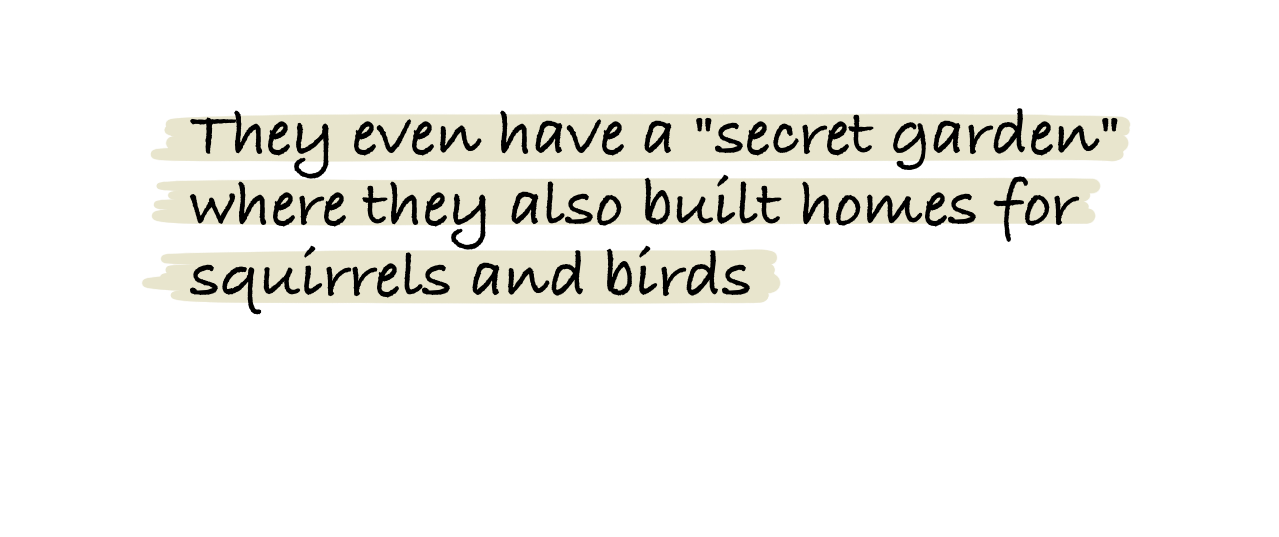 They even have a "secret garden"
where they also built homes for
squirrels and birds